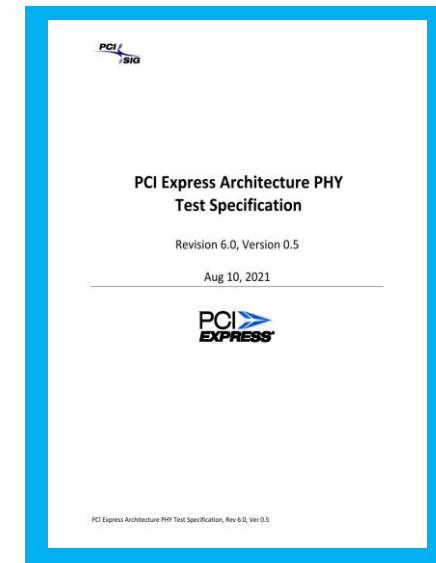 PCI
SIG
PCI Express Architecture PHY
Test Specification
Revision 6.0, Version 0.5
Aug 10, 2021
PCI
EXPRESS®
PCI Express Architecture PHY Test Specification, Rev 6.0, Ver 0.5